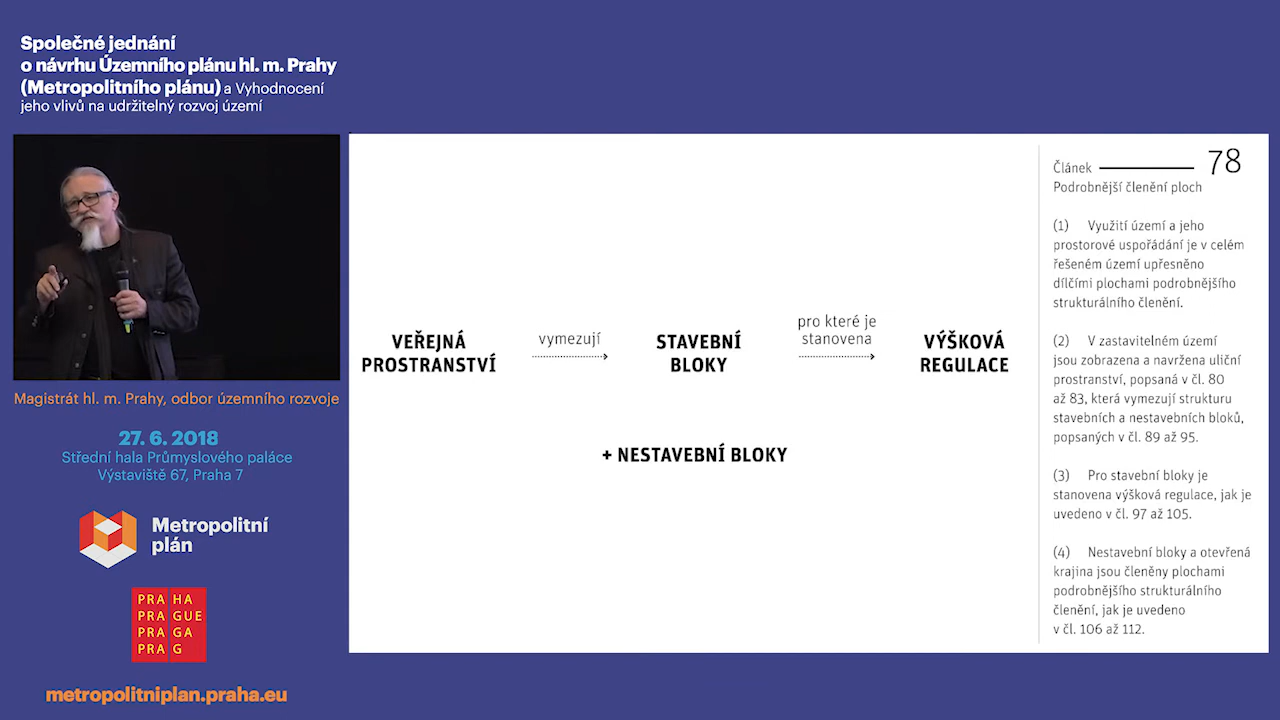 Společné jednání
o návrhu Územního plánu hl. m. Prahy
(Metropolitního plánu) a Vyhodnocení
jeho vlivů na udržitelný rozvoj území
Magistrát hl. m. Prahy, odbor územního rozvoje
27. 6. 2018
Střední hala Průmyslového paláce
Výstaviště 67, Praha 7
Metropolitní
plán
PRA HA
PRA GUE
PRA GA
PRA G
metropolitniplan.praha.eu
VEŘEJNÁ
PROSTRANSTVÍ
vymezují
STAVEBNÍ
BLOKY
pro které je
stanovena
VÝŠKOVÁ
REGULACE
+ NESTAVEBNÍ BLOKY
Článek 78
Podrobnější členění ploch
(1) Využití území a jeho
prostorové uspořádání je v celém
řešeném území upřesněno
dílčími plochami podrobnějšího
strukturálního členění.
(2) V zastavitelném území
jsou zobrazena a navržena uliční
prostranství, popsaná v čl. 80
až 83, která vymezují strukturu
stavebních a nestavebních bloků,
popsaných v čl. 89 až 95.
(3) Pro stavební bloky je
stanovena výšková regulace, jak je
uvedeno v čl. 97 až 105.
(4) Nestavební bloky a otevřená
krajina jsou členěny plochami
podrobnějšího strukturálního
členění, jak je uvedeno
v čl. 106 až 112.